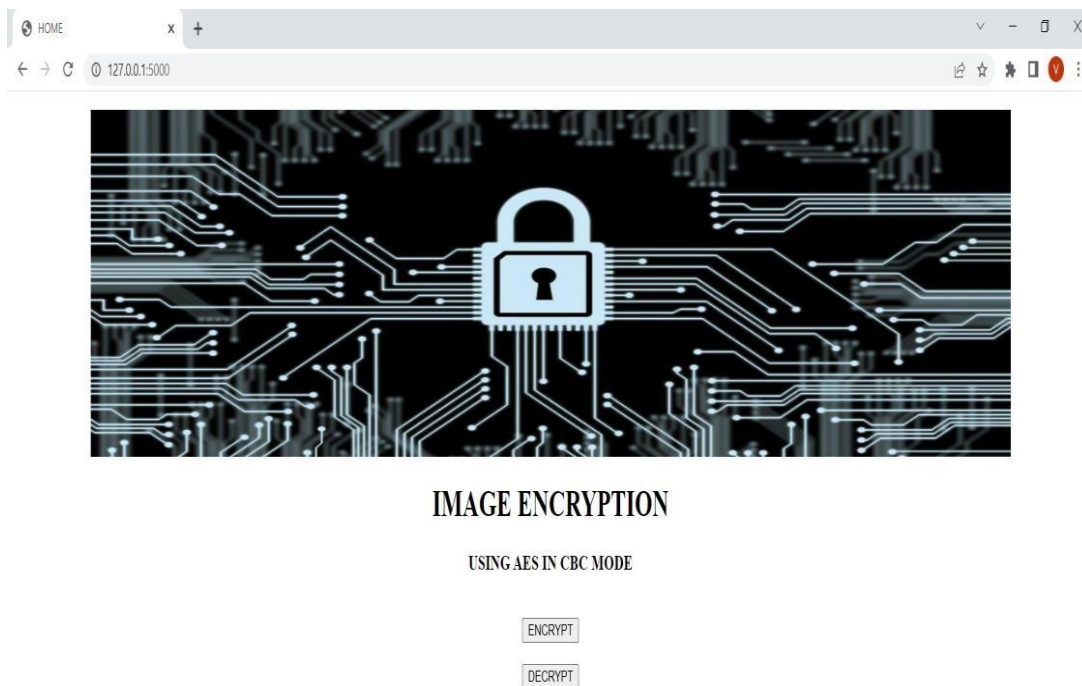 HOME
127.0.0.1:5000
V
IMAGE ENCRYPTION
USING AES IN CBC MODE
ENCRYPT
DECRYPT